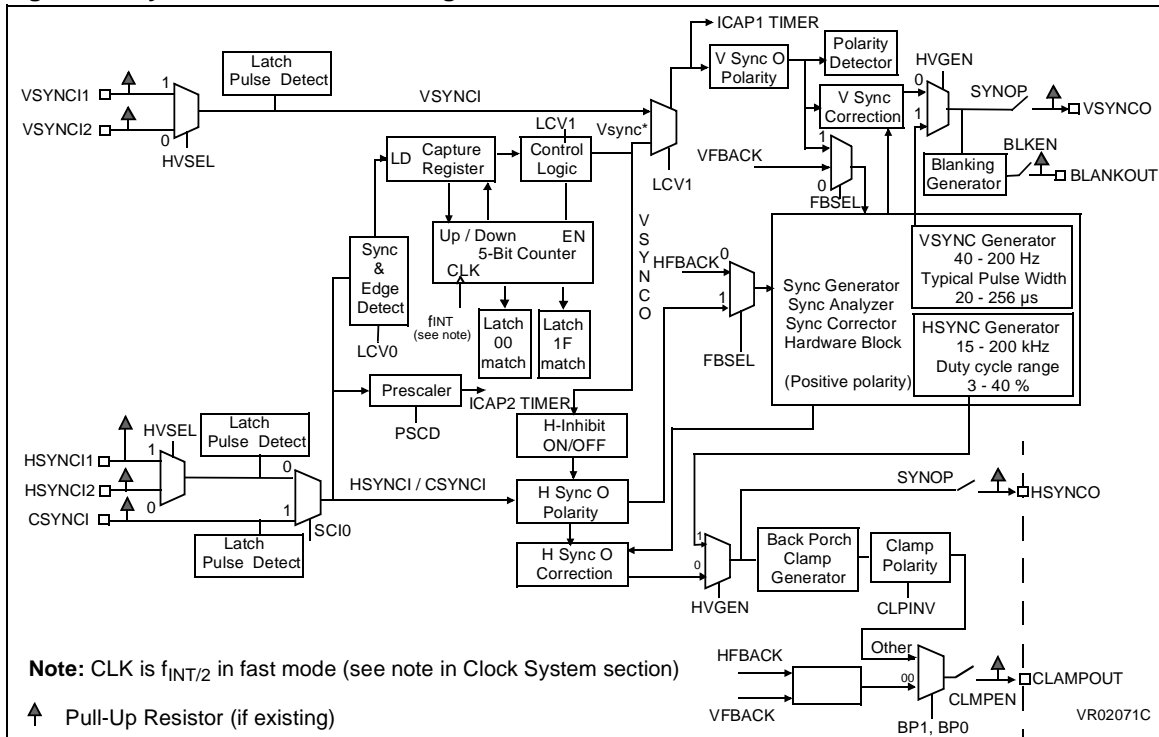 ICAP1 TIMER
Latch
Pulse Detect
V Sync O
Polarity
Polarity
Detector
HVGEN
VSYNCI1
VSYNCI2
1
0
HVSEL
VSYNCI
LCV1
Vsync*
LCV1
V Sync
Correction
0
1
SYNOP
VSYNCO
LD
Capture
Register
Control
Logic
VFBACK
1
0
FBSEL
Blanking
Generator
BLKEN
BLANKOUT
Sync
&
Edge
Detect
LCV0
Up / Down
EN
5-Bit Counter
CLK
fINT
(see note)
Latch
00
match
Latch
1F
match
VSYNCO
HFBACK
0
1
FBSEL
Sync Generator
Sync Analyzer
Sync Corrector
Hardware Block
(Positive polarity)
VSYNC Generator
40 - 200 Hz
Typical Pulse Width
20 - 256 µs
HSYNC Generator
15 - 200 kHz
Duty cycle range
3 - 40 %
Prescaler
ICAP2 TIMER
PSCD
H-Inhibit
ON/OFF
HSYNCI1
HSYNCI2
CSYNCI
HVSEL
1
0
Latch
Pulse Detect
0
1
SCI0
Latch
Pulse Detect
HSYNCI / CSYNCI
H Sync O
Polarity
H Sync O
Correction
SYNOP
HSYNCO
1
0
HVGEN
Back Porch
Clamp
Generator
Clamp
Polarity
CLPINV
Other
00
HFBACK
VFBACK
CLMPEN
CLAMPOUT
BP1, BP0
Note: CLK is fINT/2 in fast mode (see note in Clock System section)
Pull-Up Resistor (if existing)
VR02071C